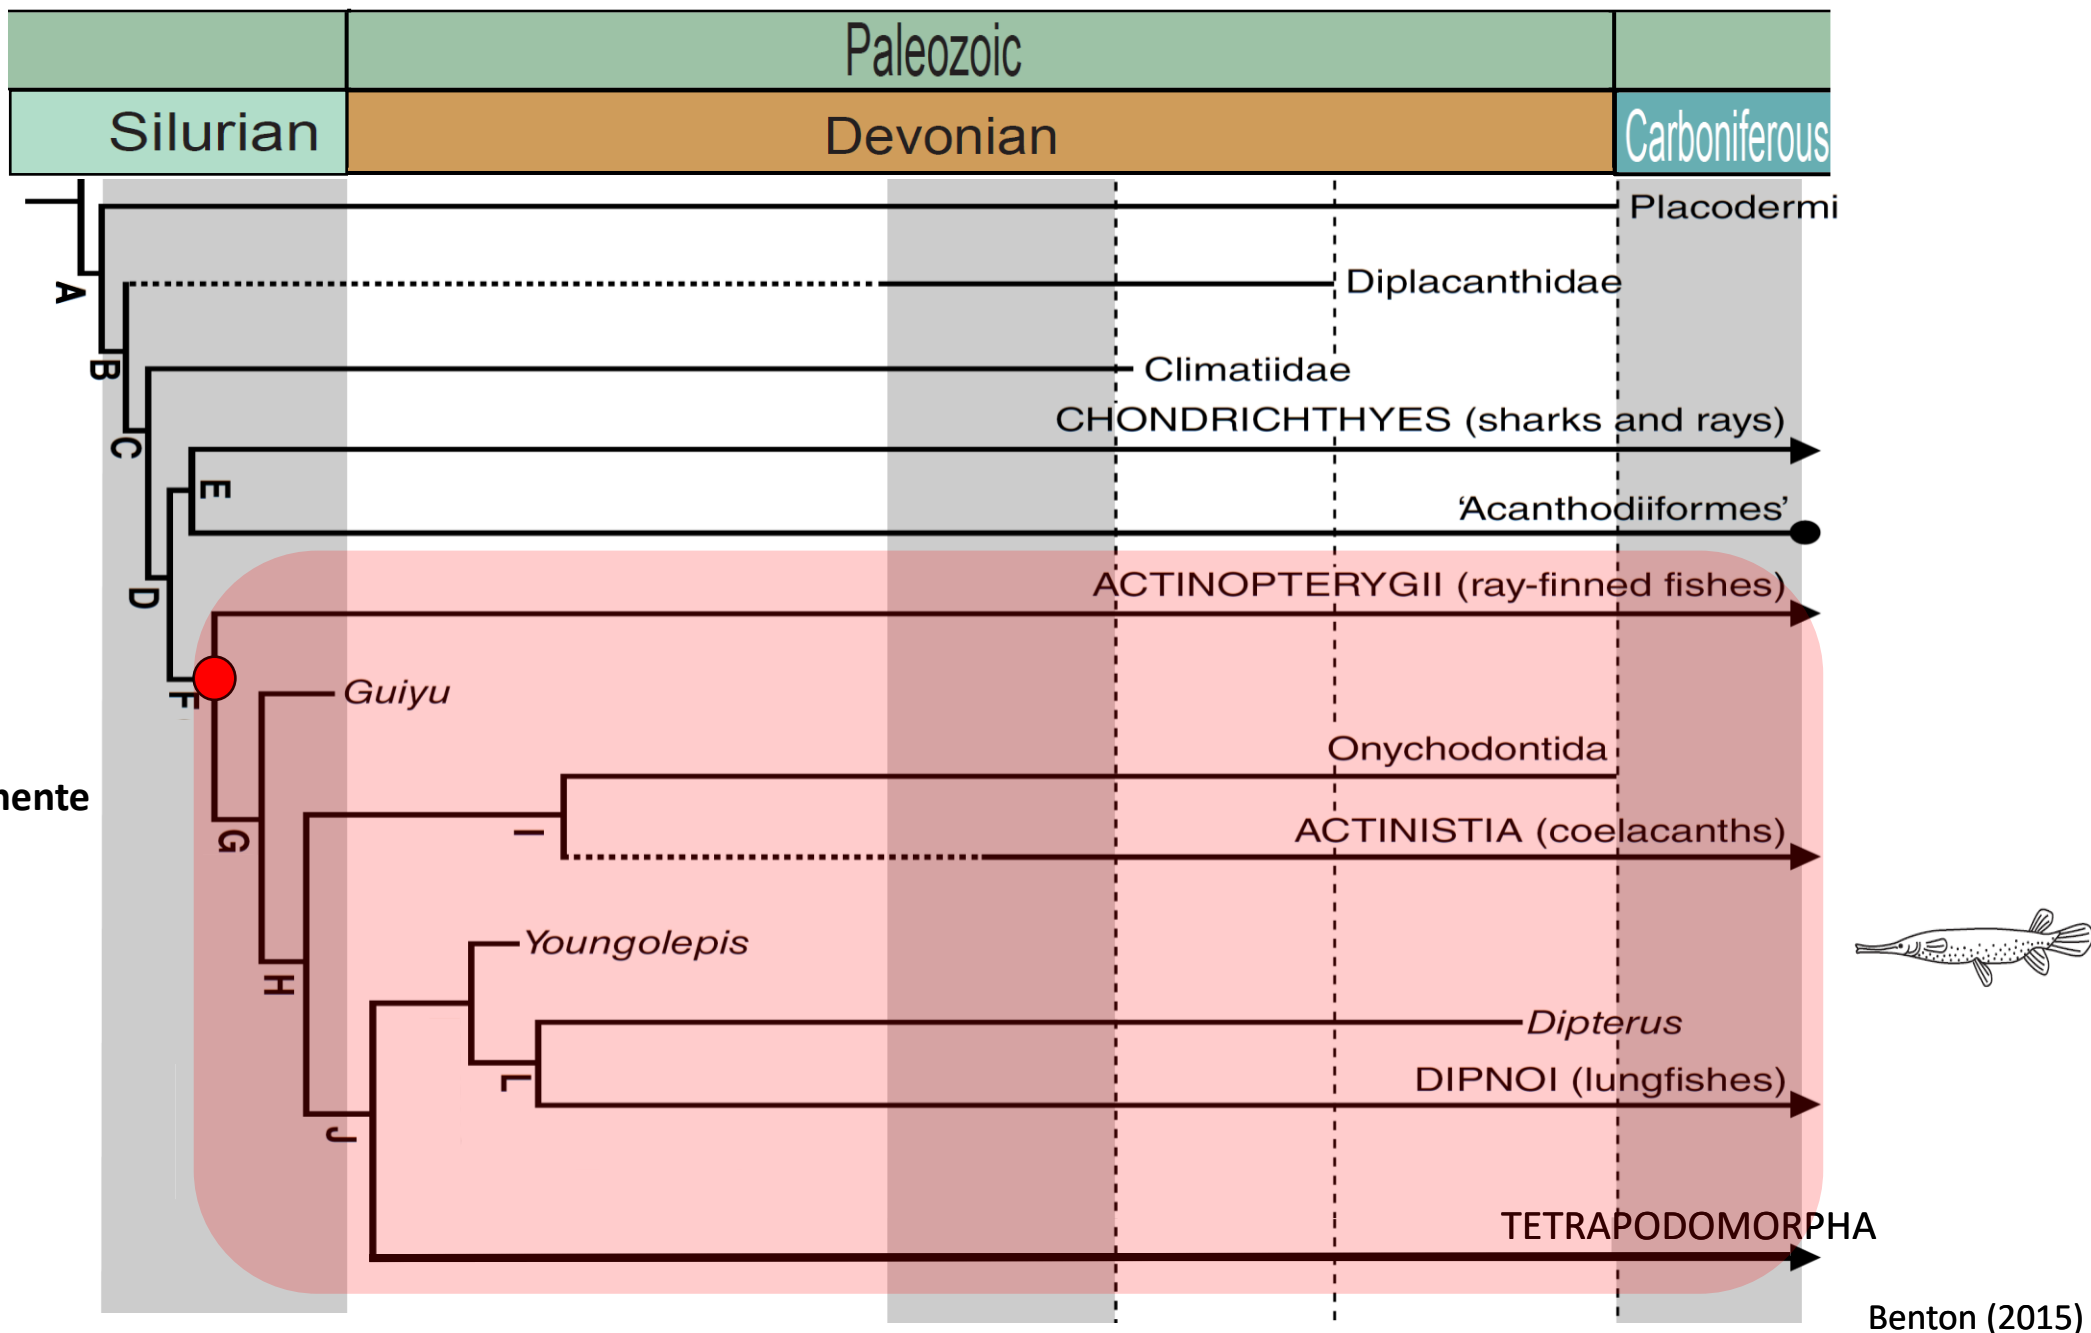 Paleozoic
Silurian
Devonian
Carboniferous
Placodermi
A
Diplacanthidae
B
Climatiidae
CHONDRICHTHYES (sharks and rays)
C
E
‘Acanthodiiformes’
ACTINOPTERYGII (ray-finned fishes)
D
F
Guiyu
Onychodontida
nente
G
I
ACTINISTIA (coelacanths)
Youngolepis
H
Dipterus
L
DIPNOI (lungfishes)
J
TETRAPODOMORPHA
Benton (2015)